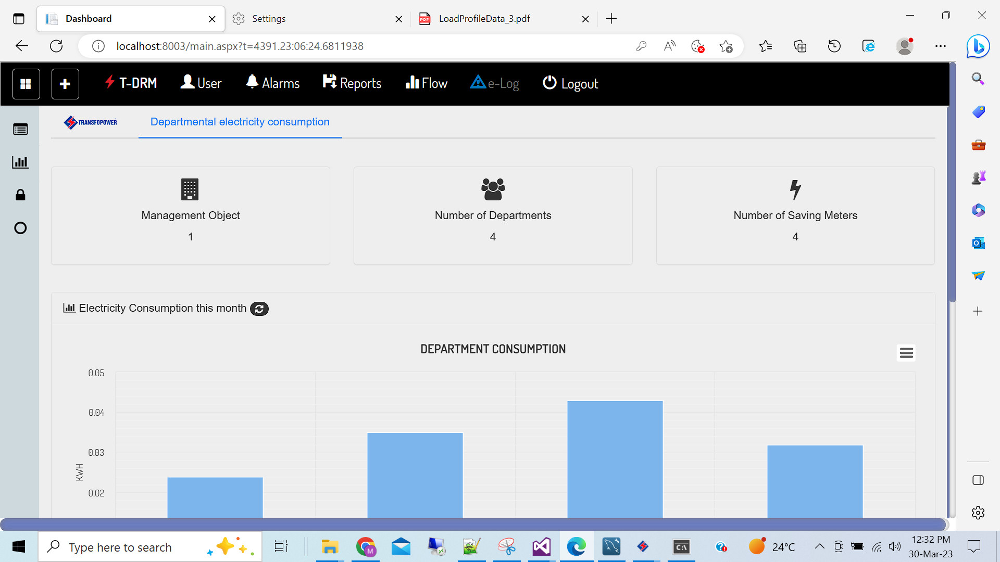 Dashboard
Settings
LoadProfileData_3.pdf
localhost:8003/main.aspx?t=4391.23:06:24.6811938
T-DRM
User
Alarms
Reports
Flow
e-Log
Logout
TRANSFOPOWER
Departmental electricity consumption
Management Object
1
Number of Departments
4
Number of Saving Meters
4
Electricity Consumption this month
DEPARTMENT CONSUMPTION
0.05
0.04
0.03
0.02
KWH
Type here to search
M
C:\
24°C
12:32 PM
30-Mar-23